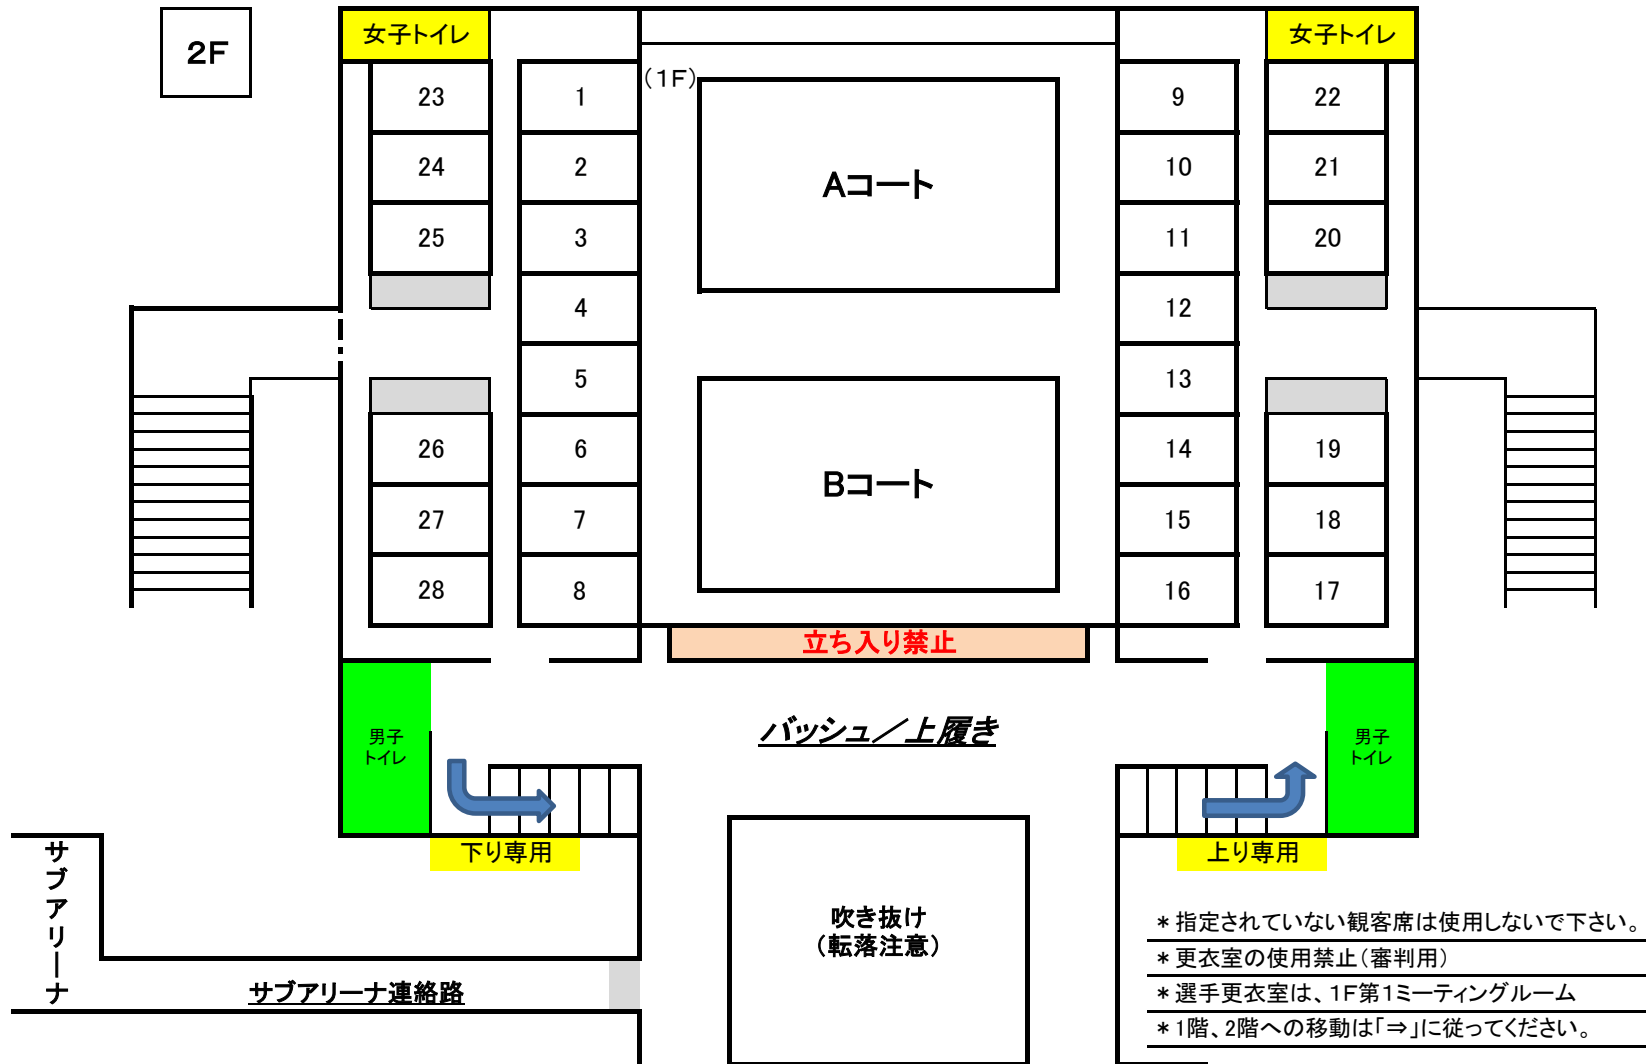 2F
女子トイレ
女子トイレ
(1F)
23
1
9
22
24
2
Aコート
10
21
25
3
11
20
4
12
5
13
26
6
Bコート
14
19
27
7
15
18
28
8
16
17
立ち入り禁止
男子
トイレ
バッシュ／上履き
男子
トイレ
下り専用
上り専用
サブアリーナ
吹き抜け
（転落注意）
サブアリーナ連絡路
＊指定されていない観客席は使用しないで下さい。
＊更衣室の使用禁止（審判用）
＊選手更衣室は、1F第1ミーティングルーム
＊1階、2階への移動は「⇒」に従ってください。